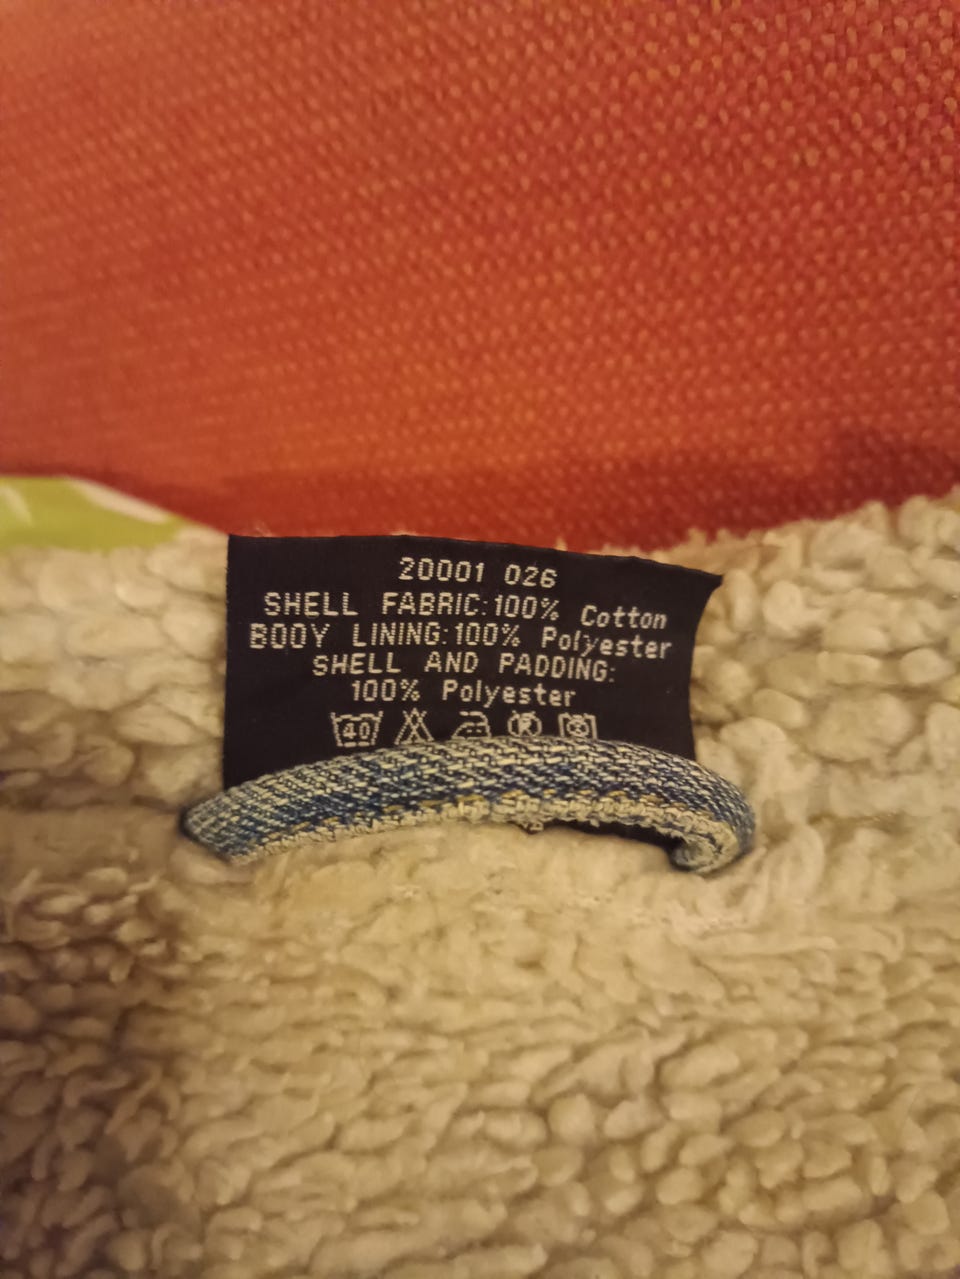 20001 026
SHELL FABRIC:100% Cotton
BODY LINING:100% Polyester
SHELL AND PADDING:
100% Polyester
40